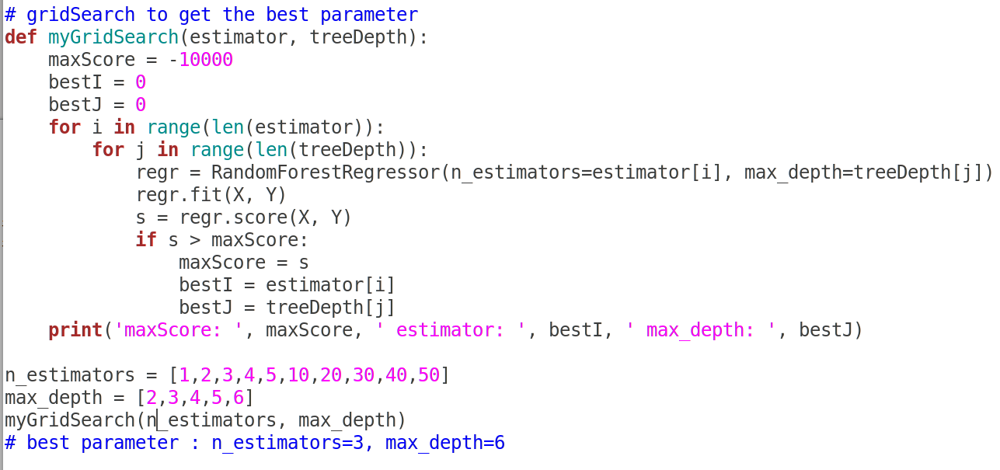 # gridSearch to get the best parameter
def myGridSearch(estimator, treeDepth):
    maxScore = -10000
    bestI = 0
    bestJ = 0
    for i in range(len(estimator)):
        for j in range(len(treeDepth)):
            regr = RandomForestRegressor(n_estimators=estimator[i], max_depth=treeDepth[j])
            regr.fit(X, Y)
            s = regr.score(X, Y)
            if s > maxScore:
                maxScore = s
                bestI = estimator[i]
                bestJ = treeDepth[j]
    print('maxScore: ', maxScore, ' estimator: ', bestI, ' max_depth: ', bestJ)

n_estimators = [1,2,3,4,5,10,20,30,40,50]
max_depth = [2,3,4,5,6]
myGridSearch(n_estimators, max_depth)
# best parameter : n_estimators=3, max_depth=6